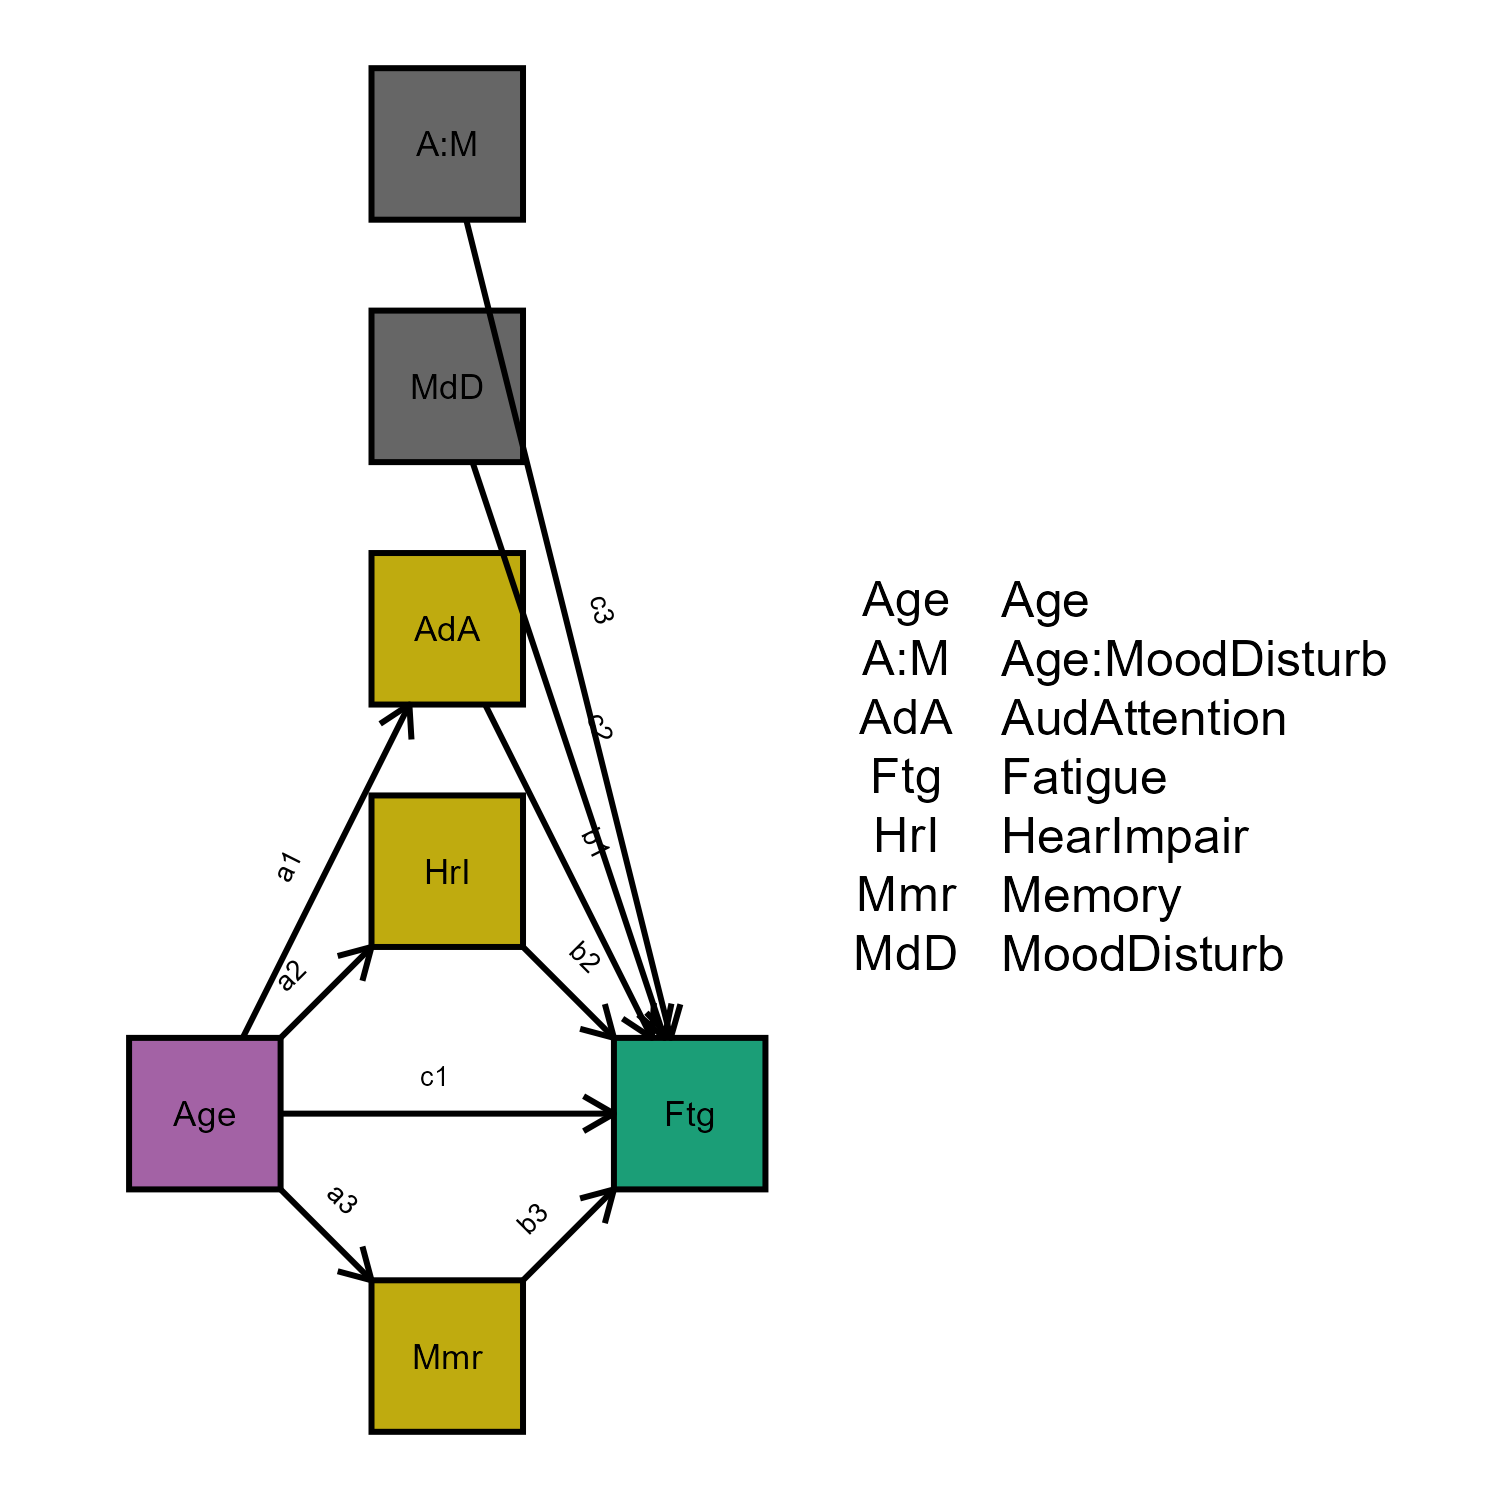 A:M
MdD
AdA
c3
c2
b1
a1
HrI
a2
b2
c1
Age
Ftg
a3
b3
Mmr
Age Age
A:M Age:MoodDisturb
AdA AudAttention
Ftg Fatigue
HrI HearImpair
Mmr Memory
MdD MoodDisturb